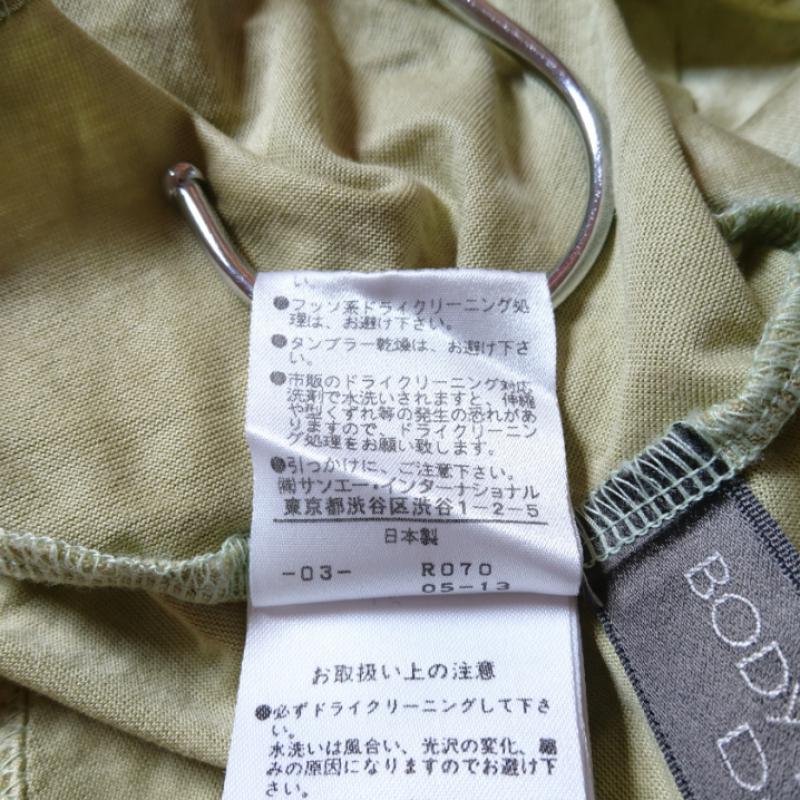 い。
●フッソ系ドライクリーニング処
理は、お避け下さい。
●タンブラー乾燥は、お避け下さ
い。
●市販のドライクリーニング対応
洗剤で水洗いされますと、伸縮
や型くずれ等の発生の恐れがあ
りますので、ドライクリーニン
グ処理をお願い致します。
●引っかけに、ご注意下さい。
㈱サンエー・インターナショナル
東京都渋谷区渋谷1-2-5
日本製
-03- R070
05-13
お取扱い上の注意
●必ずドライクリーニングして下さ
い。
水洗いは風合い、光沢の変化、縮
みの原因になりますのでお避け下
さい。
BODY
D